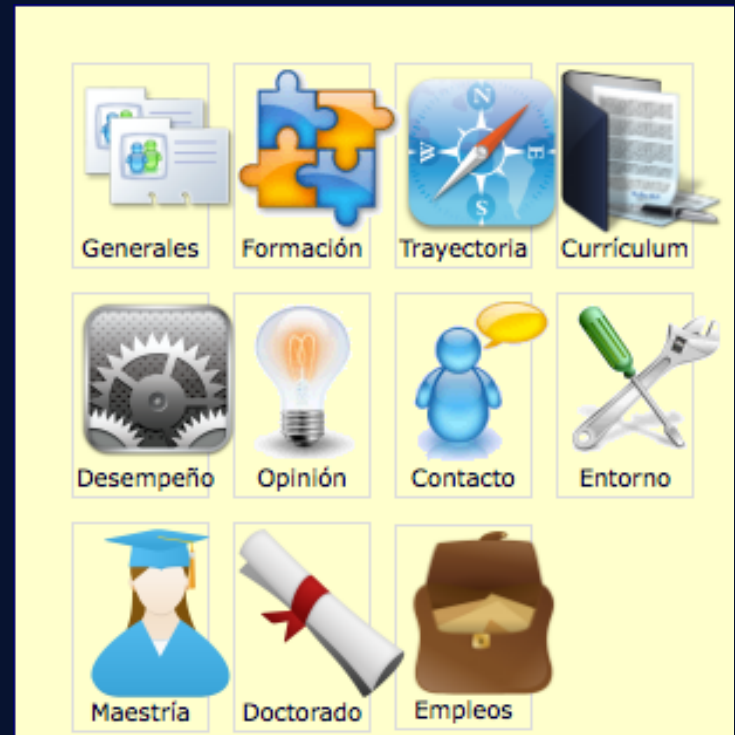 Generales Formación Trayectoria Currículum
Desempeño Opinión Contacto Entorno
Maestría Doctorado Empleos
N
W
E
S